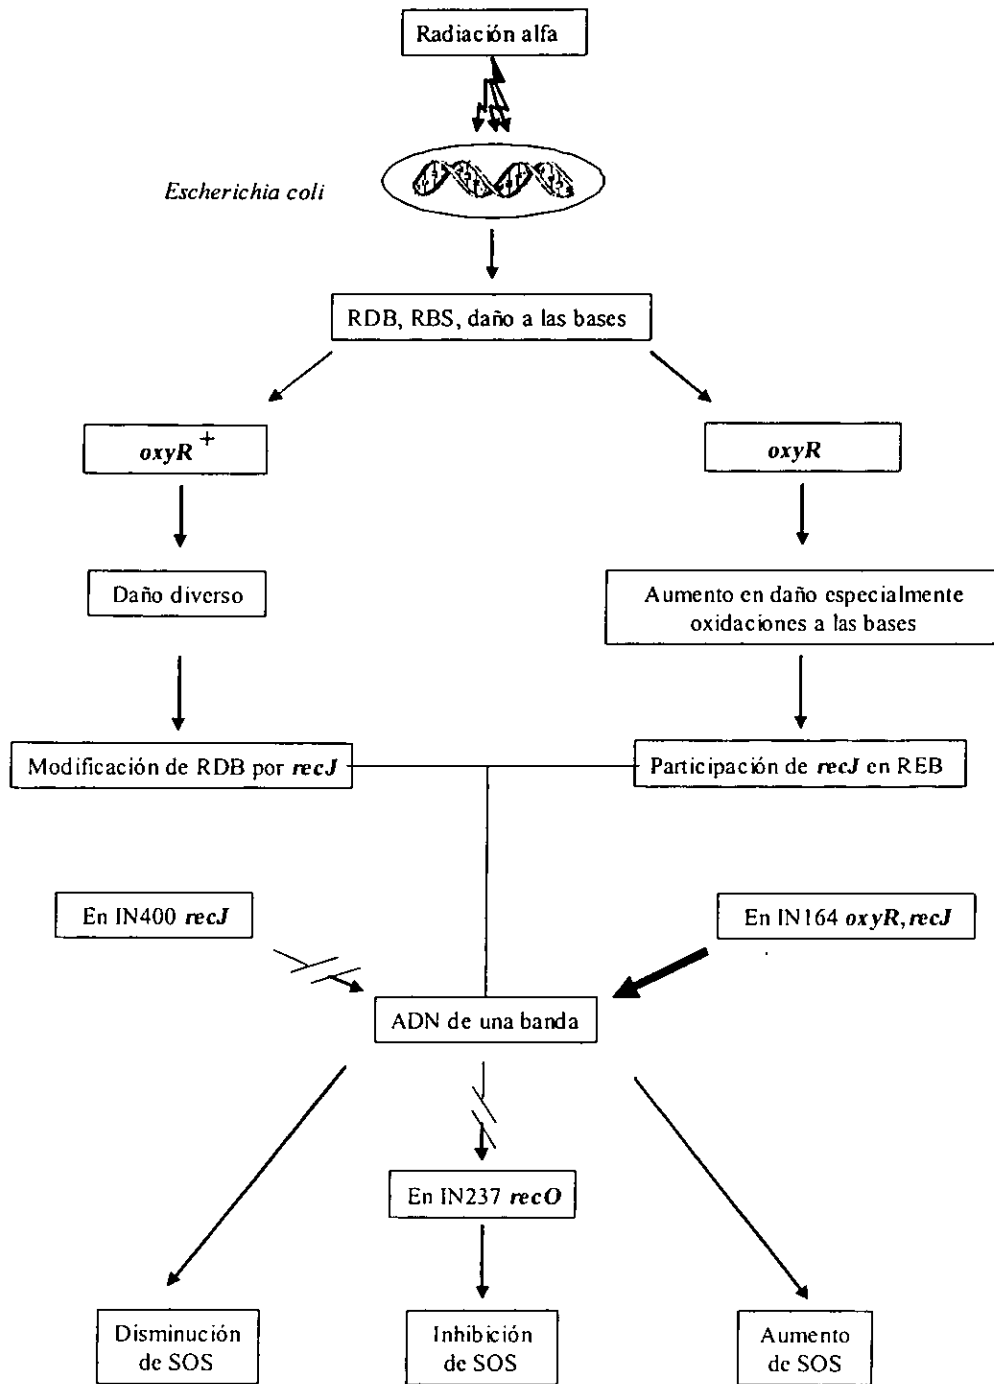 Radiación alfa
Escherichia coli
RDB, RBS, daño a las bases
oxyR +
oxyR
Daño diverso
Aumento en daño especialmente
oxidaciones a las bases
Modificación de RDB por recJ
Participación de recJ en REB
En IN400 recJ
En IN164 oxyR, recJ
ADN de una banda
En IN237 recO
Disminución
de SOS
Inhibición
de SOS
Aumento
de SOS